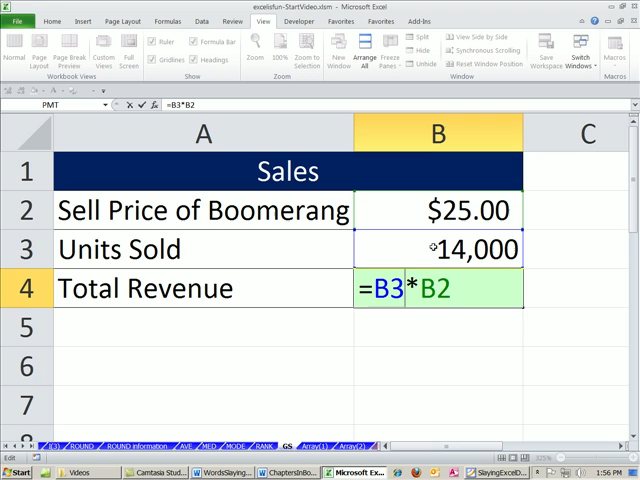 excelisfun-StartVideo.xlsm - Microsoft Excel
File Home Insert Page Layout Formulas Data Review View Developer Favorites Favorites Add-Ins
Normal Page Layout Page Break Preview Custom Views Full Screen
Ruler Formula Bar
Gridlines Headings
Zoom 100% Zoom to Selection
New Window Arrange All Freeze Panes
Split View Side by Side
Hide Synchronous Scrolling
Unhide Reset Window Position
Save Workspace Switch Windows Macros
Workbook Views Show Zoom Window Macros
PMT fx =B3*B2
A B C
1 Sales
2 Sell Price of Boomerang $25.00
3 Units Sold 14,000
4 Total Revenue =B3*B2
5
6
7
ROUND ROUND information AVE MED MODE RANK GS Array(1) Array(2)
Edit 325%
Start Videos Camtasia Stud... WordsSlaying... ChaptersInBo... Microsoft Ex... SlayingExcelD... 1:56 PM